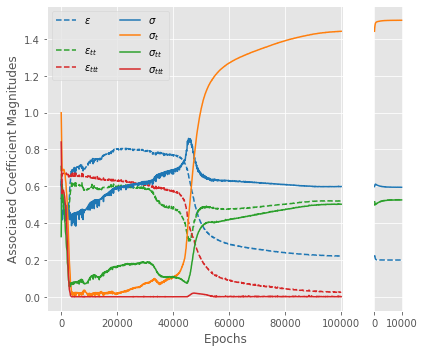 ε
ε_tt
ε_ttt
σ
σ_t
σ_tt
σ_ttt
Associated Coefficient Magnitudes
1.4
1.2
1.0
0.8
0.6
0.4
0.2
0.0
0 20000 40000 60000 80000 100000
0 10000
Epochs